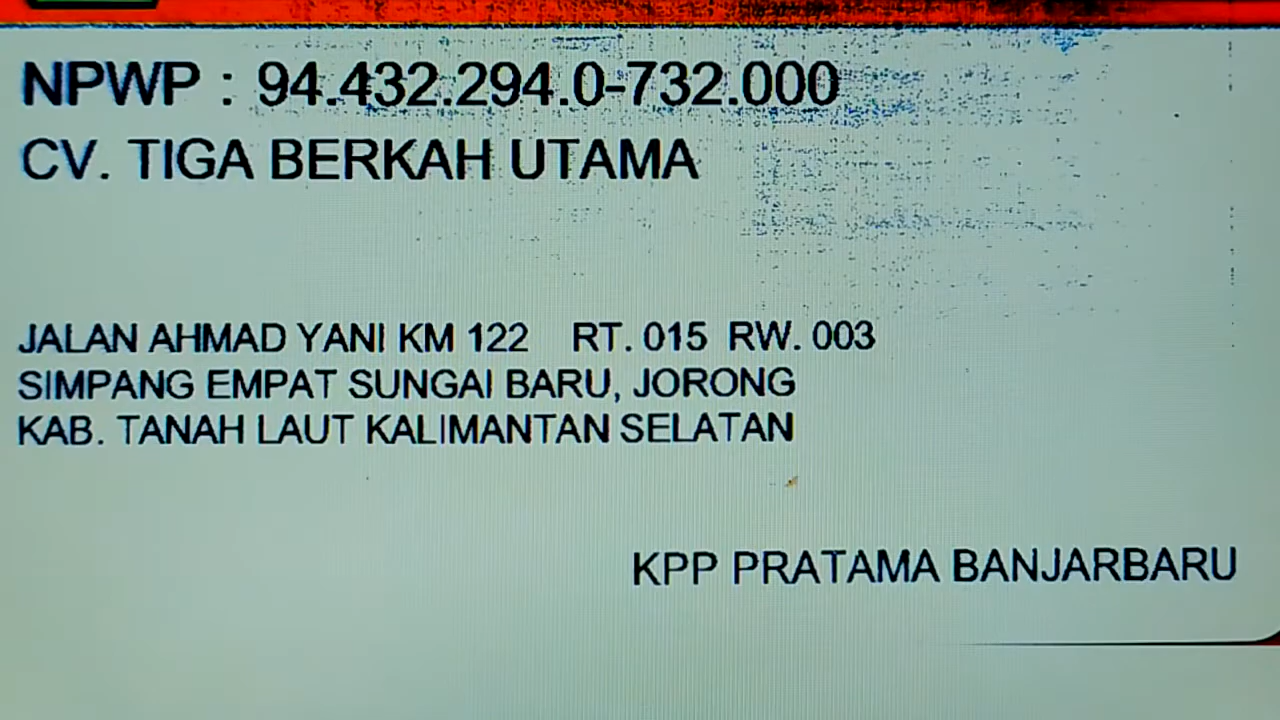 NPWP : 94.432.294.0-732.000
CV. TIGA BERKAH UTAMA
JALAN AHMAD YANI KM 122 RT. 015 RW. 003
SIMPANG EMPAT SUNGAI BARU, JORONG
KAB. TANAH LAUT KALIMANTAN SELATAN
KPP PRATAMA BANJARBARU